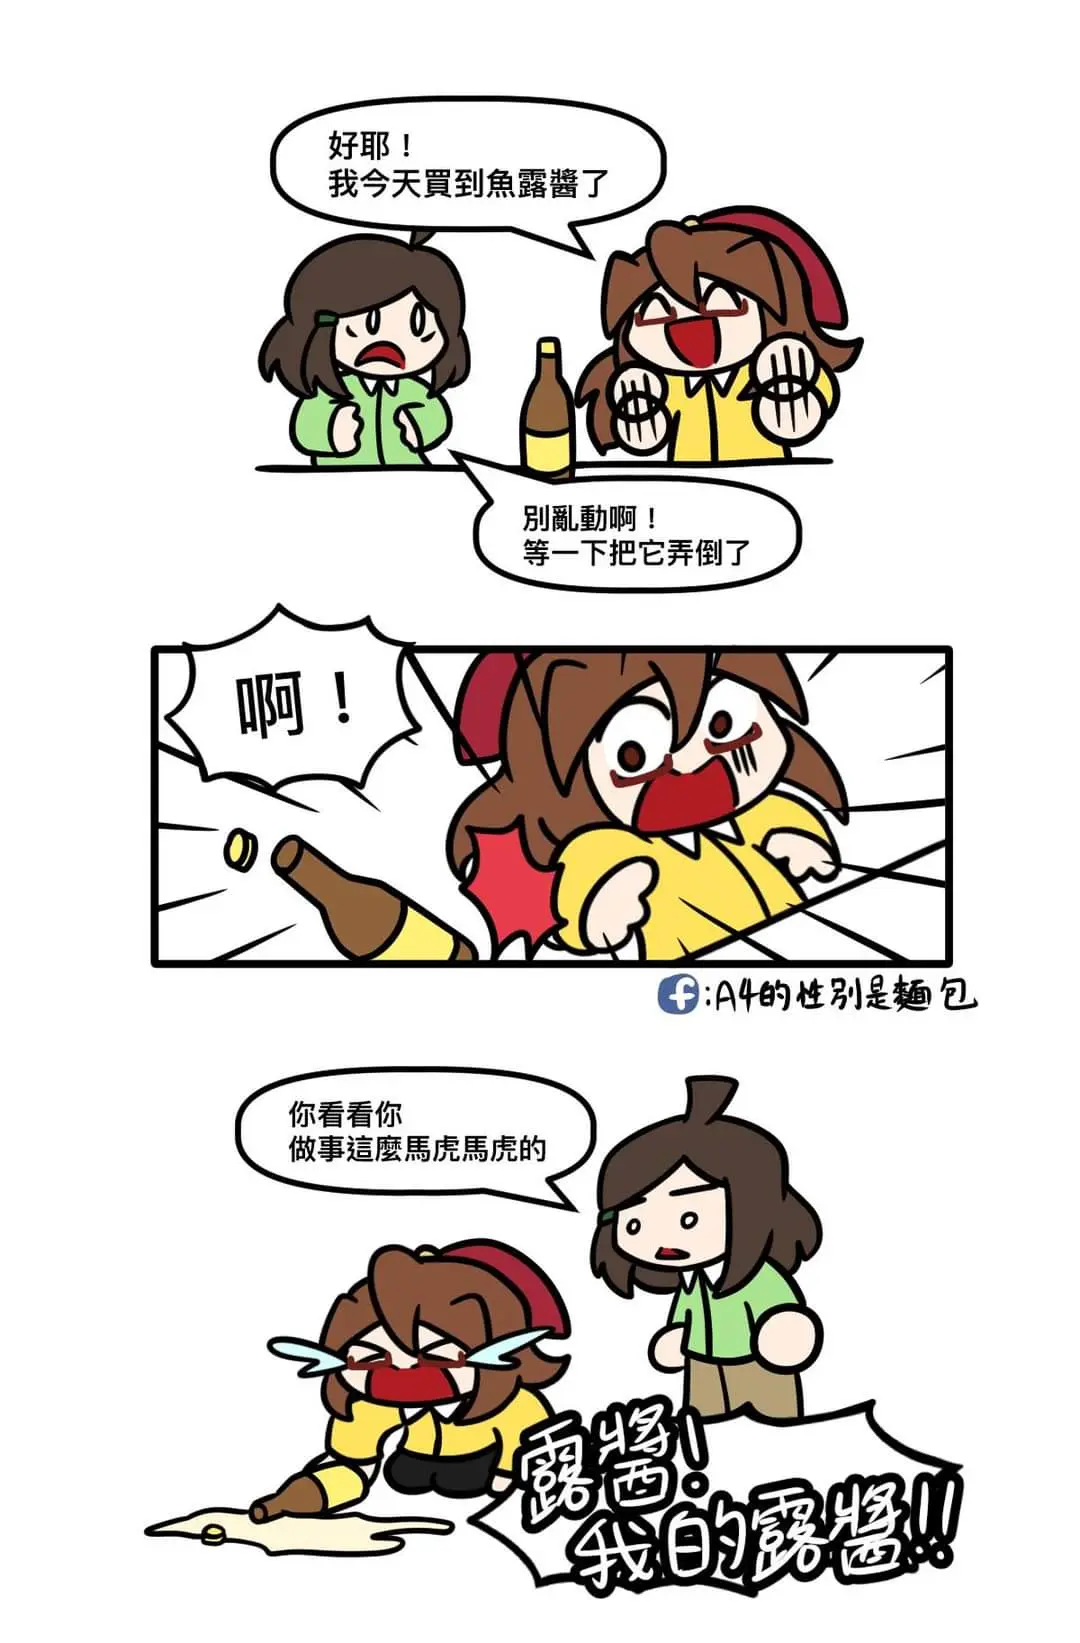 好耶！
我今天買到魚露醬了
別亂動啊！
等一下把它弄倒了
啊！
f:A4的性別是麵包
你看看你
做事這麼馬虎馬虎的
露醬！
我的露醬！！